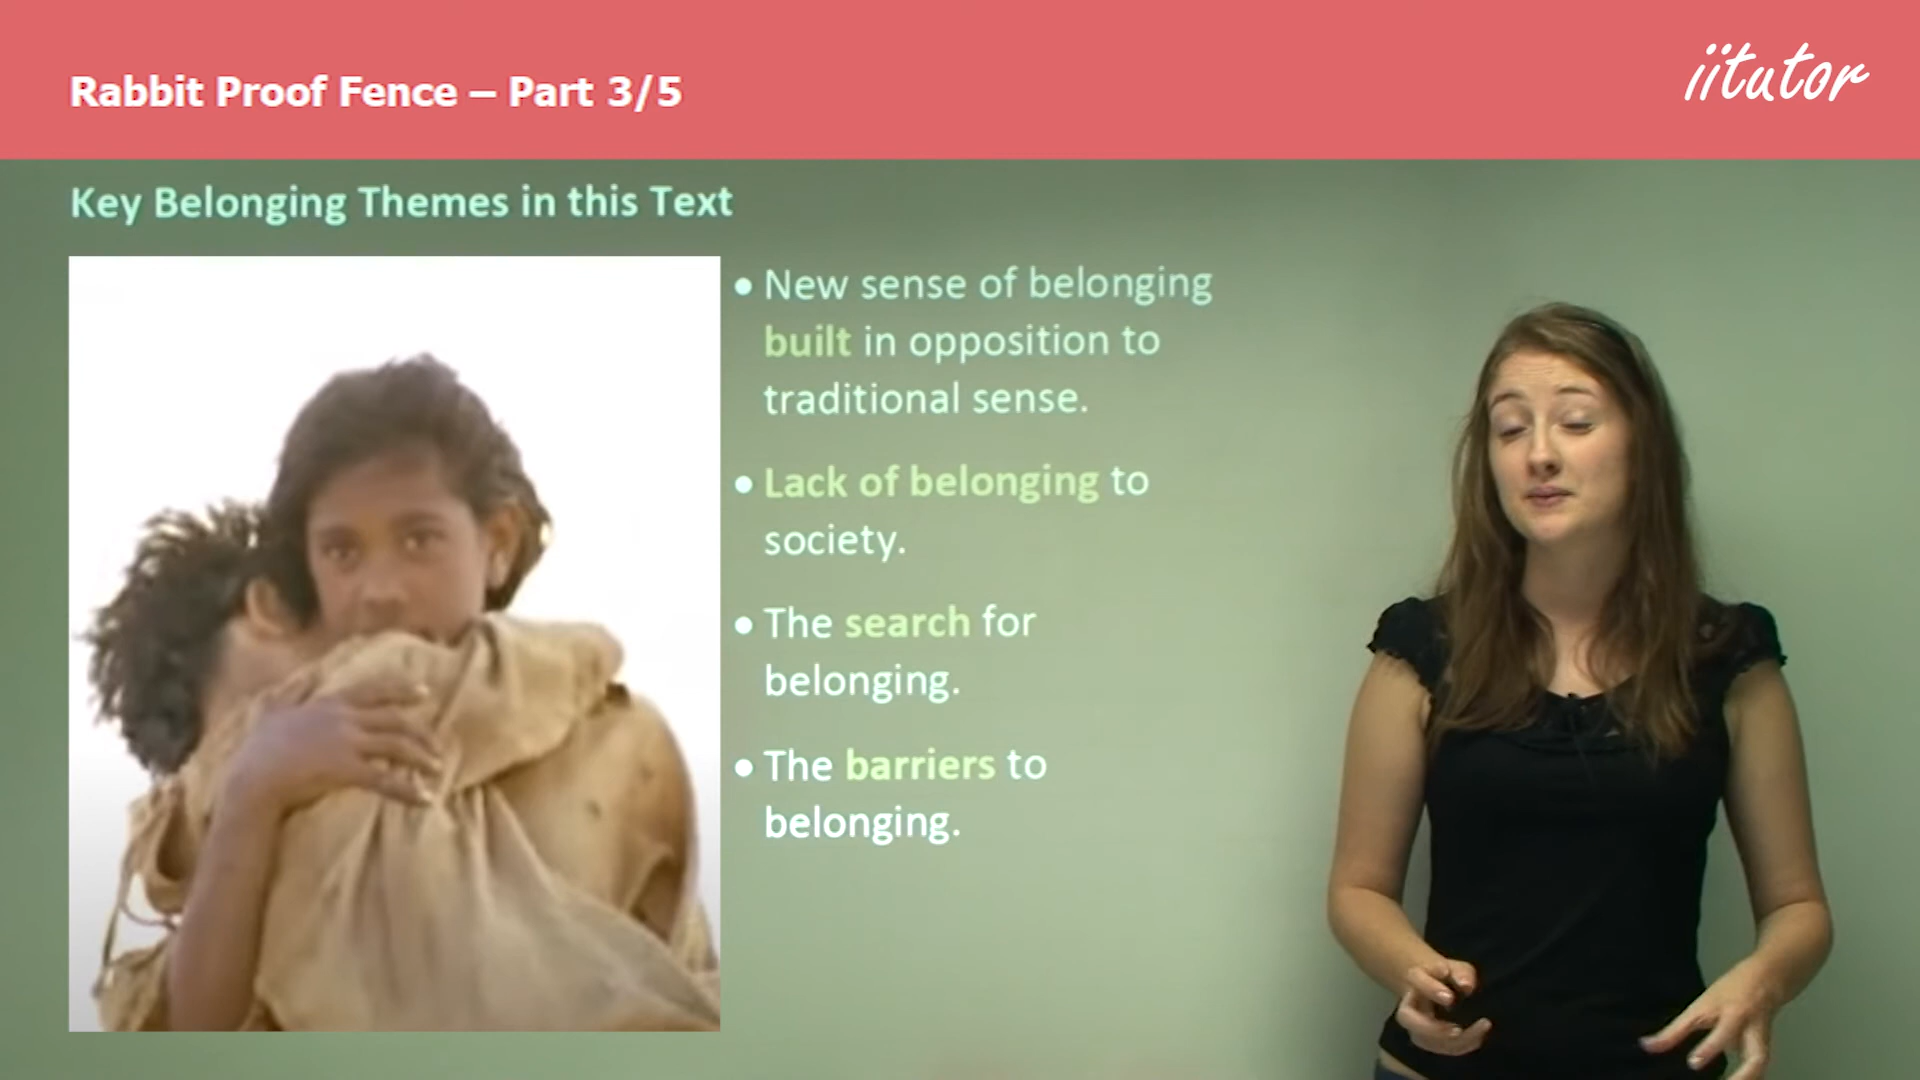 Rabbit Proof Fence – Part 3/5
iitutor
Key Belonging Themes in this Text
• New sense of belonging
built in opposition to
traditional sense.
• Lack of belonging to
society.
• The search for
belonging.
• The barriers to
belonging.